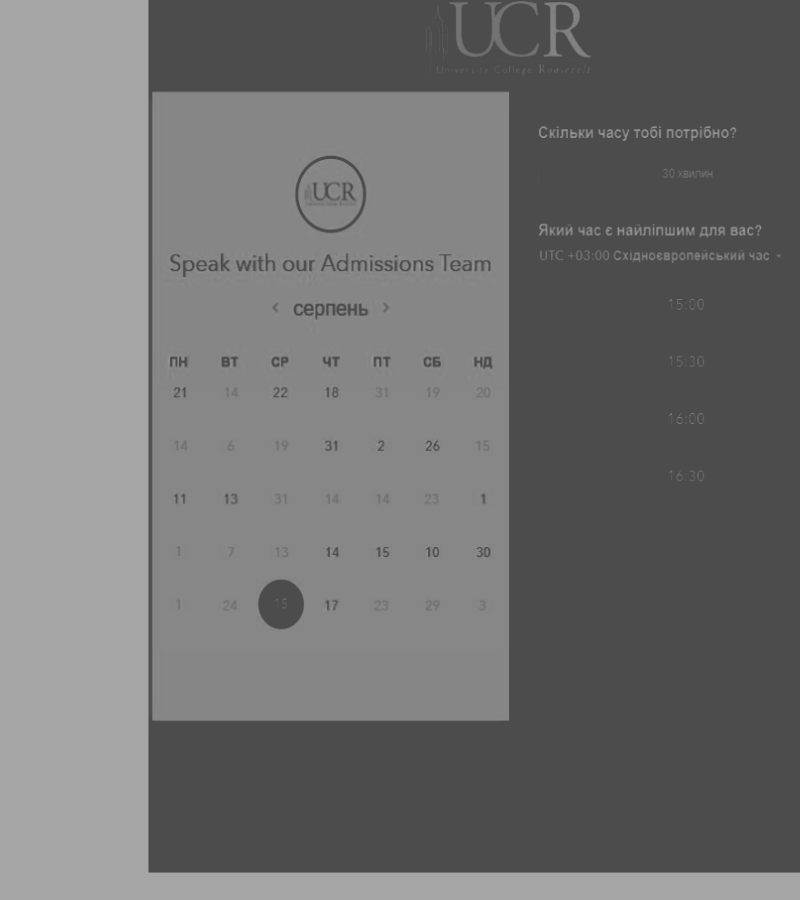 UCR
University College Roosevelt
UCR
Speak with our Admissions Team
‹ серпень ›
ПН ВТ СР ЧТ ПТ СБ НД
21 14 22 18 31 19 20
14 6 19 31 2 26 15
11 13 31 14 14 23 1
1 7 13 14 15 10 30
1 24 15 17 23 29 3
Скільки часу тобі потрібно?
30 хвилин
Який час є найліпшим для вас?
UTC +03:00 Східноєвропейський час
15:00
15:30
16:00
16:30